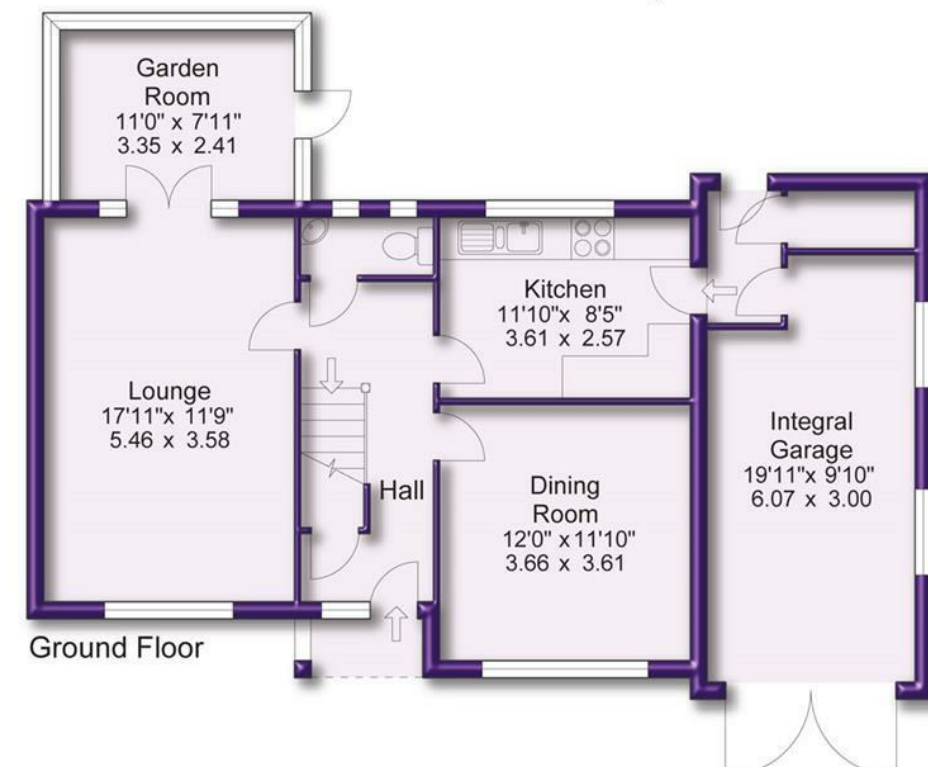 Garden
Room
11'0" x 7'11"
3.35 x 2.41
Kitchen
11'10"x 8'5"
3.61 x 2.57
Lounge
17'11"x 11'9"
5.46 x 3.58
Integral
Garage
19'11"x 9'10"
6.07 x 3.00
Hall
Dining
Room
12'0" x11'10"
3.66 x 3.61
Ground Floor